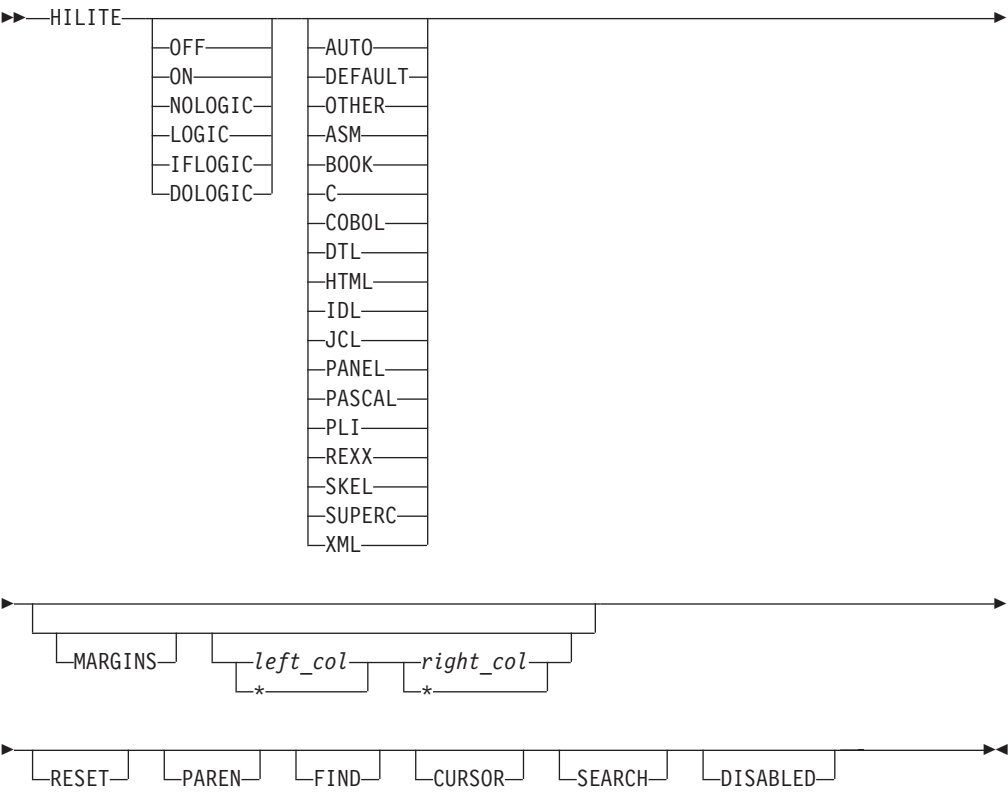 HILITE
OFF AUTO
ON DEFAULT
NOLOGIC OTHER
LOGIC ASM
IFLOGIC BOOK
DOLOGIC C
COBOL
DTL
HTML
IDL
JCL
PANEL
PASCAL
PLI
REXX
SKEL
SUPERC
XML
MARGINS left_col right_col
* *
RESET PAREN FIND CURSOR SEARCH DISABLED